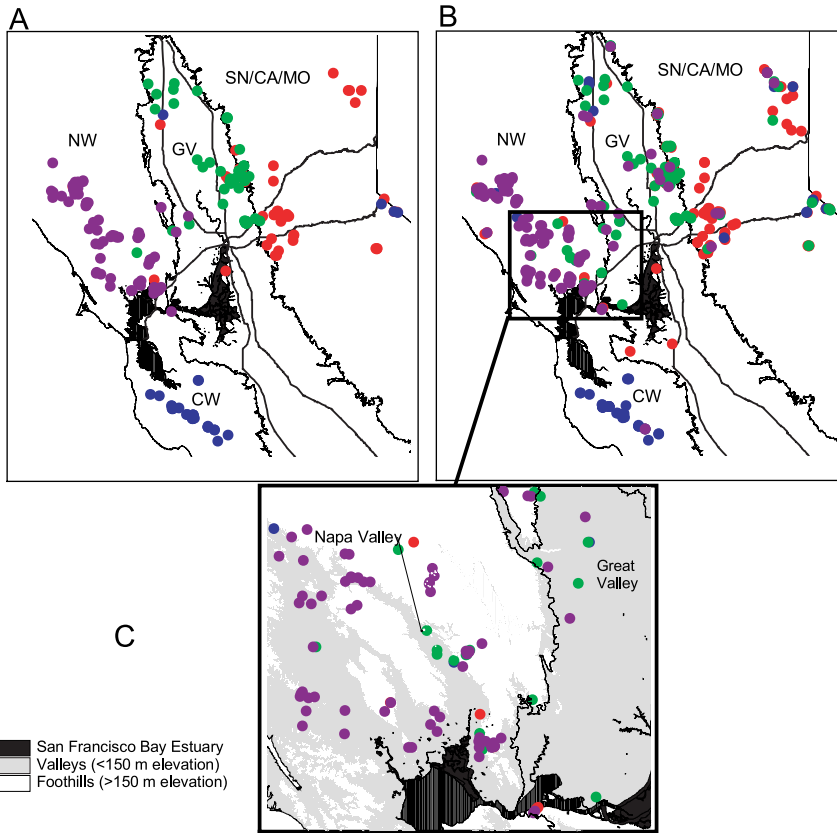 A
B
SN/CA/MO
NW
GV
CW
SN/CA/MO
NW
GV
CW
Napa Valley
Great
Valley
C
San Francisco Bay Estuary
Valleys (<150 m elevation)
Foothills (>150 m elevation)